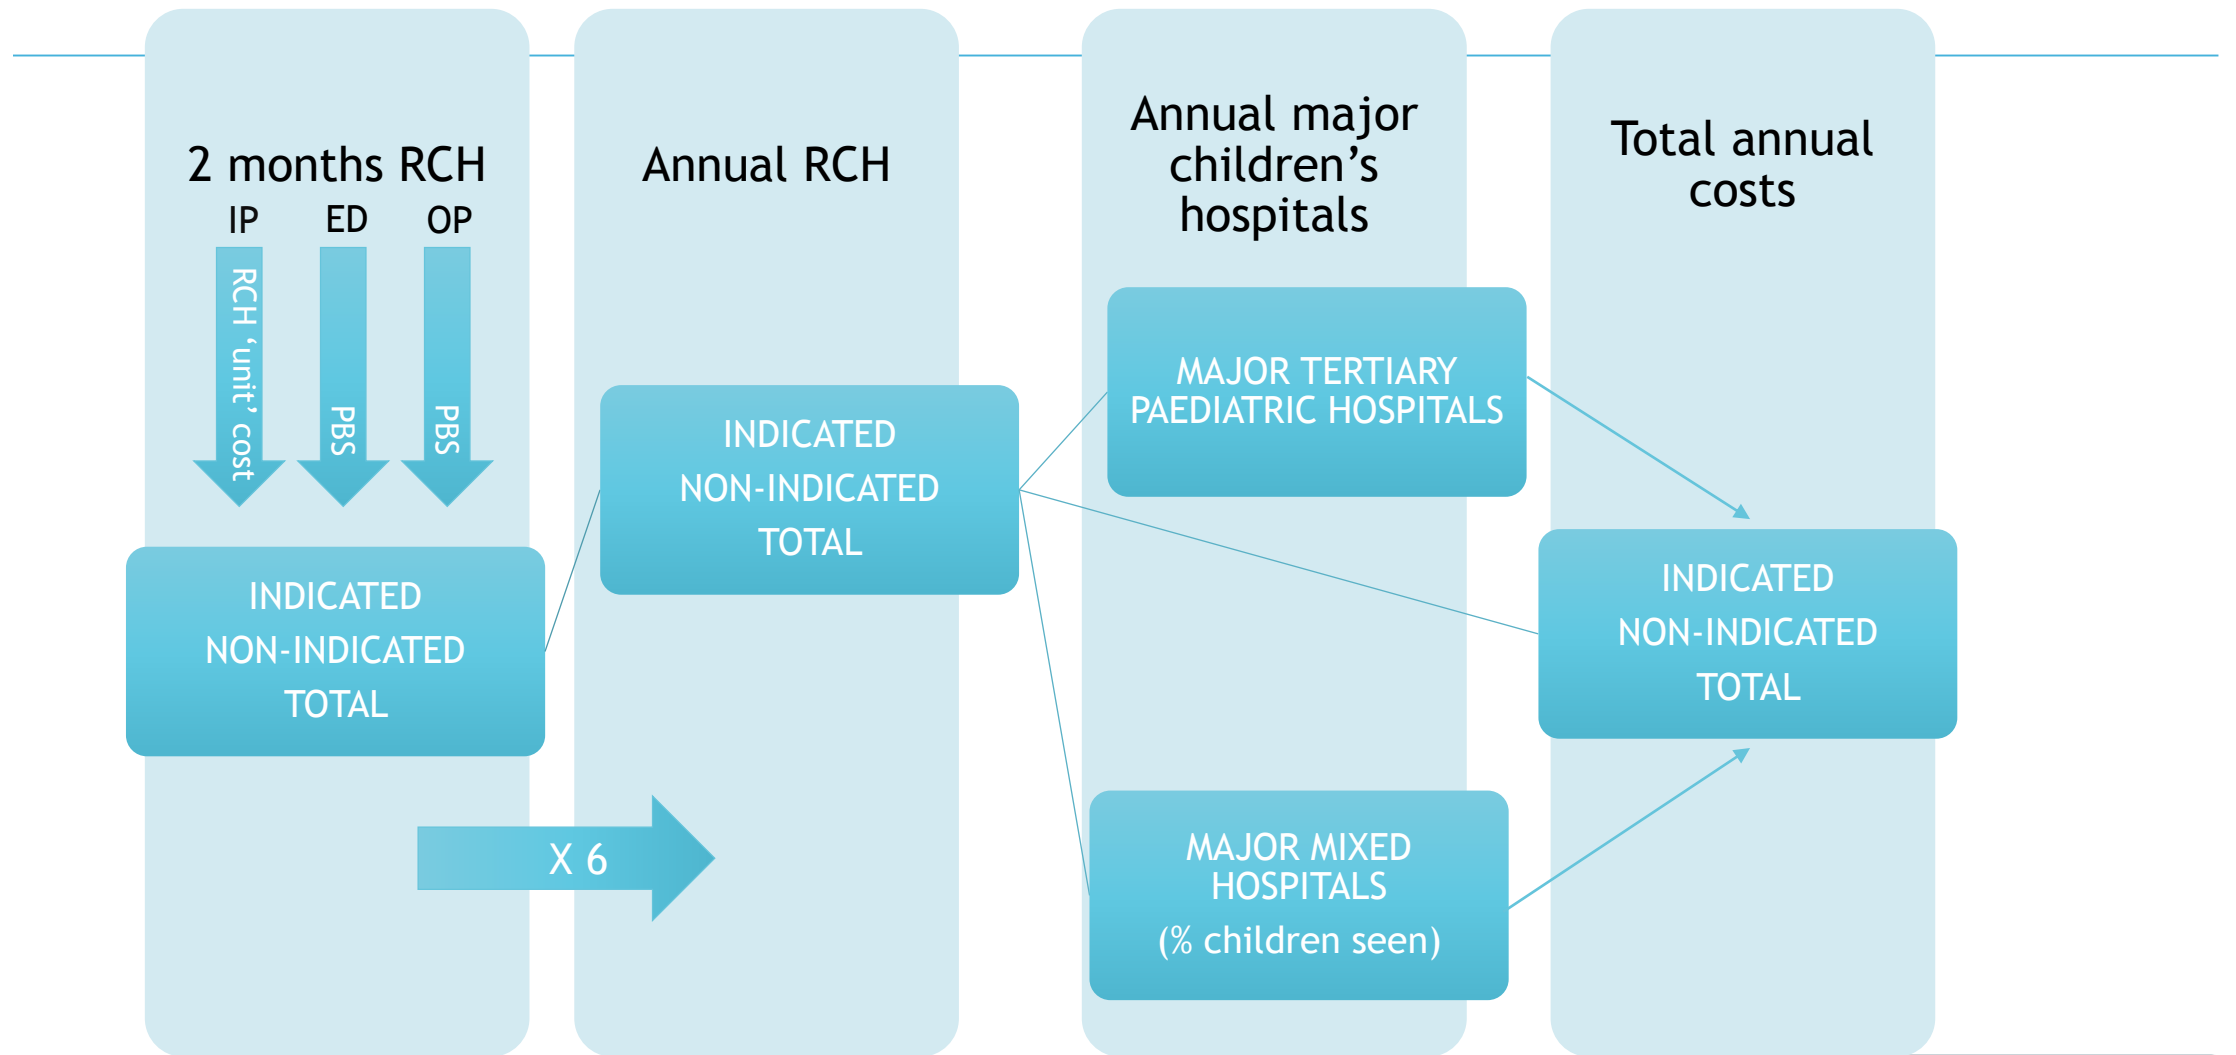 2 months RCH
IP ED OP
RCH ‘unit’ cost
PBS
PBS
INDICATED
NON-INDICATED
TOTAL
X 6
Annual RCH
INDICATED
NON-INDICATED
TOTAL
Annual major
children’s
hospitals
MAJOR TERTIARY
PAEDIATRIC HOSPITALS
MAJOR MIXED
HOSPITALS
(% children seen)
Total annual
costs
INDICATED
NON-INDICATED
TOTAL